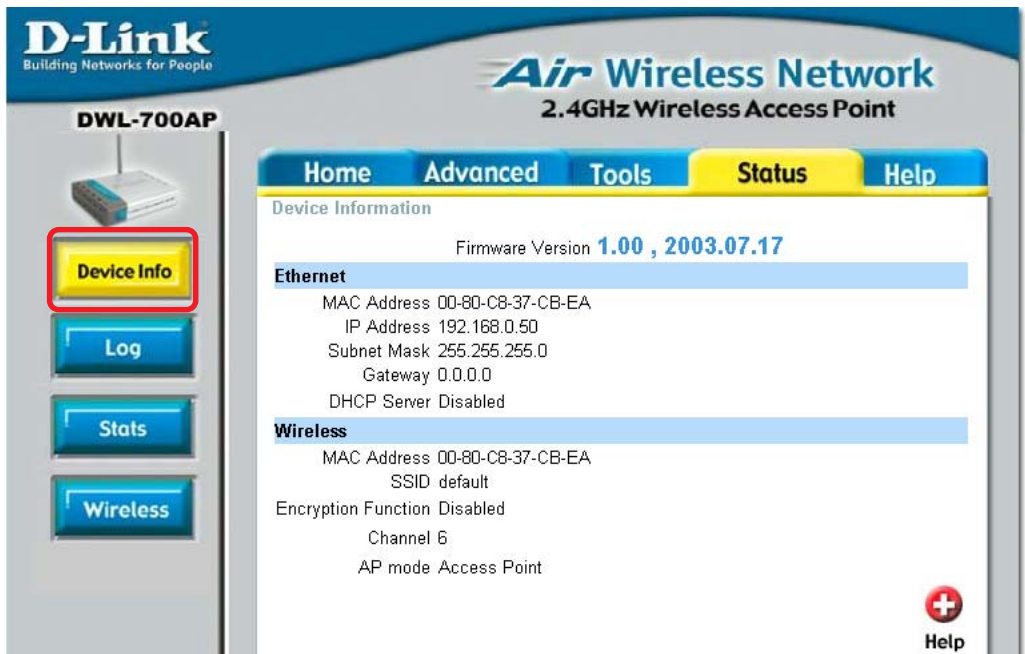 D-Link
Building Networks for People
Air Wireless Network
2.4GHz Wireless Access Point
DWL-700AP
Home Advanced Tools Status Help
Device Information
Firmware Version 1.00 , 2003.07.17
Device Info
Ethernet
MAC Address 00-80-C8-37-CB-EA
IP Address 192.168.0.50
Log
Subnet Mask 255.255.255.0
Gateway 0.0.0.0
DHCP Server Disabled
Stats
Wireless
MAC Address 00-80-C8-37-CB-EA
SSID default
Wireless
Encryption Function Disabled
Channel 6
AP mode Access Point
Help